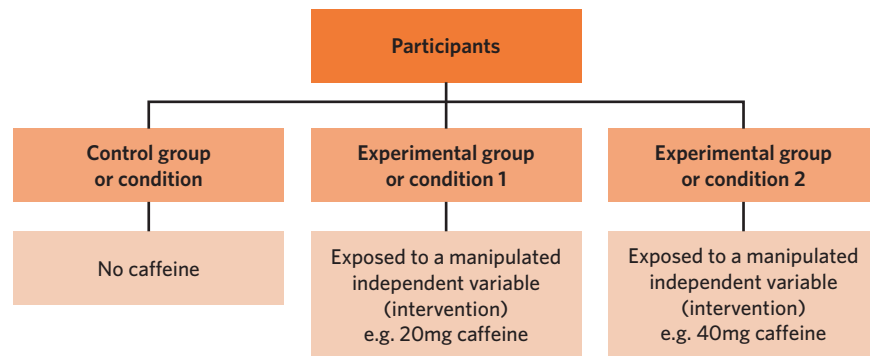 Participants
Control group
or condition
Experimental group
or condition 1
Experimental group
or condition 2
No caffeine
Exposed to a manipulated
independent variable
(intervention)
e.g. 20mg caffeine
Exposed to a manipulated
independent variable
(intervention)
e.g. 40mg caffeine